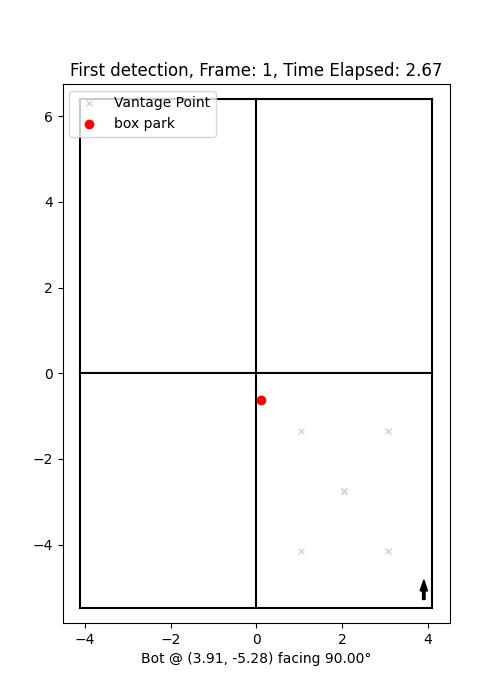 First detection, Frame: 1, Time Elapsed: 2.67
Vantage Point
box park
6
4
2
0
−2
−4
−4
−2
0
2
4
Bot @ (3.91, -5.28) facing 90.00°